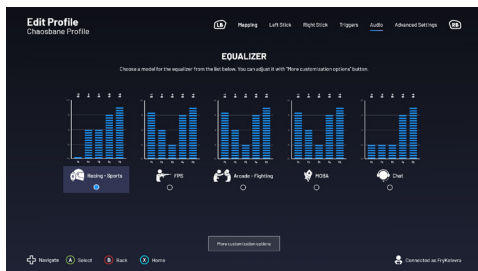 Edit Profile
Chaosbane Profile
LB Mapping Left Stick Right Stick Triggers Audio Advanced Settings RB
EQUALIZER
Choose a model for the equalizer from the list below. You can adjust it with "More customisation options" button.
Racing - Sports FPS Arcade - Fighting MOBA Chat
More customisation options
Navigate A Select B Back X Home Connected as FryKelevra